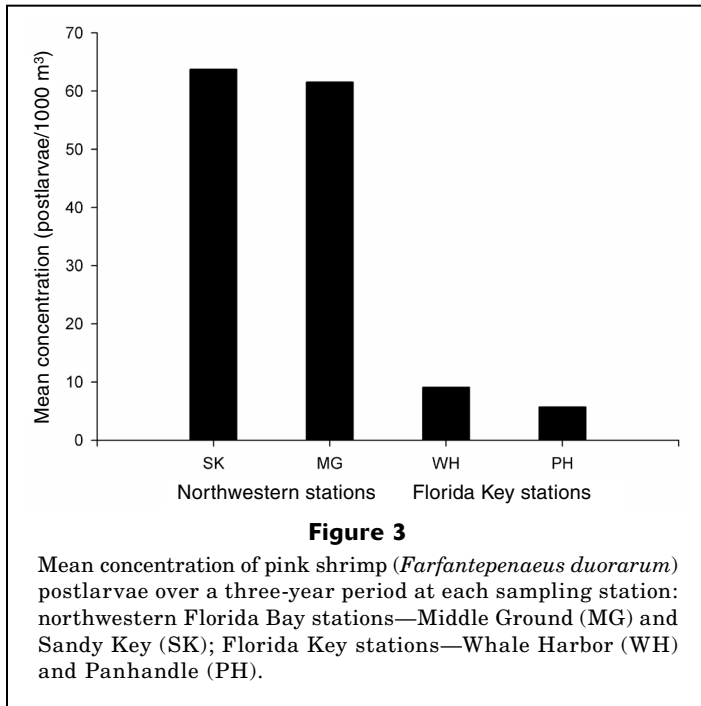 Mean concentration (postlarvae/1000 m³)
70
60
50
40
30
20
10
0
SK MG WH PH
Northwestern stations Florida Key stations
Figure 3
Mean concentration of pink shrimp (Farfantepenaeus duorarum)
postlarvae over a three-year period at each sampling station:
northwestern Florida Bay stations—Middle Ground (MG) and
Sandy Key (SK); Florida Key stations—Whale Harbor (WH)
and Panhandle (PH).